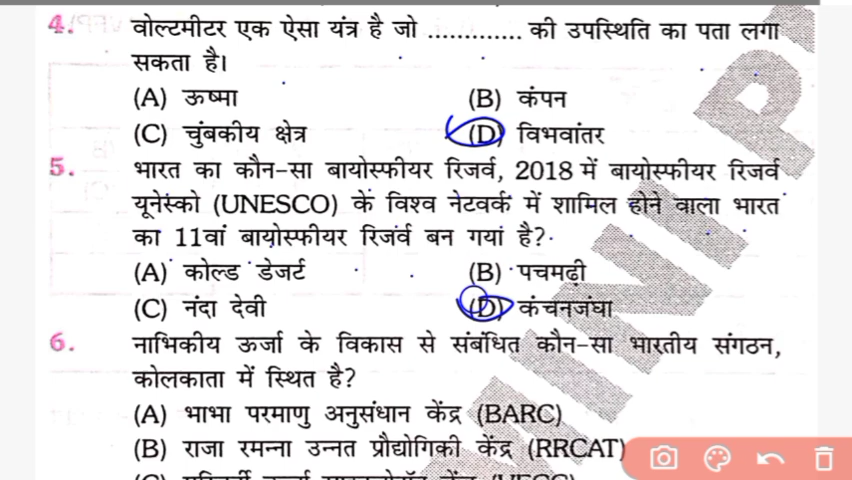 4. वोल्टमीटर एक ऐसा यंत्र है जो ............. की उपस्थिति का पता लगा
सकता है।
(A) ऊष्मा (B) कंपन
(C) चुंबकीय क्षेत्र (D) विभवांतर
5. भारत का कौन-सा बायोस्फीयर रिजर्व, 2018 में बायोस्फीयर रिजर्व
यूनेस्को (UNESCO) के विश्व नेटवर्क में शामिल होने वाला भारत
का 11वां बायोस्फीयर रिजर्व बन गया है?
(A) कोल्ड डेजर्ट (B) पचमढ़ी
(C) नंदा देवी (D) कंचनजंघा
6. नाभिकीय ऊर्जा के विकास से संबंधित कौन-सा भारतीय संगठन,
कोलकाता में स्थित है?
(A) भाभा परमाणु अनुसंधान केंद्र (BARC)
(B) राजा रमन्ना उन्नत प्रौद्योगिकी केंद्र (RRCAT)